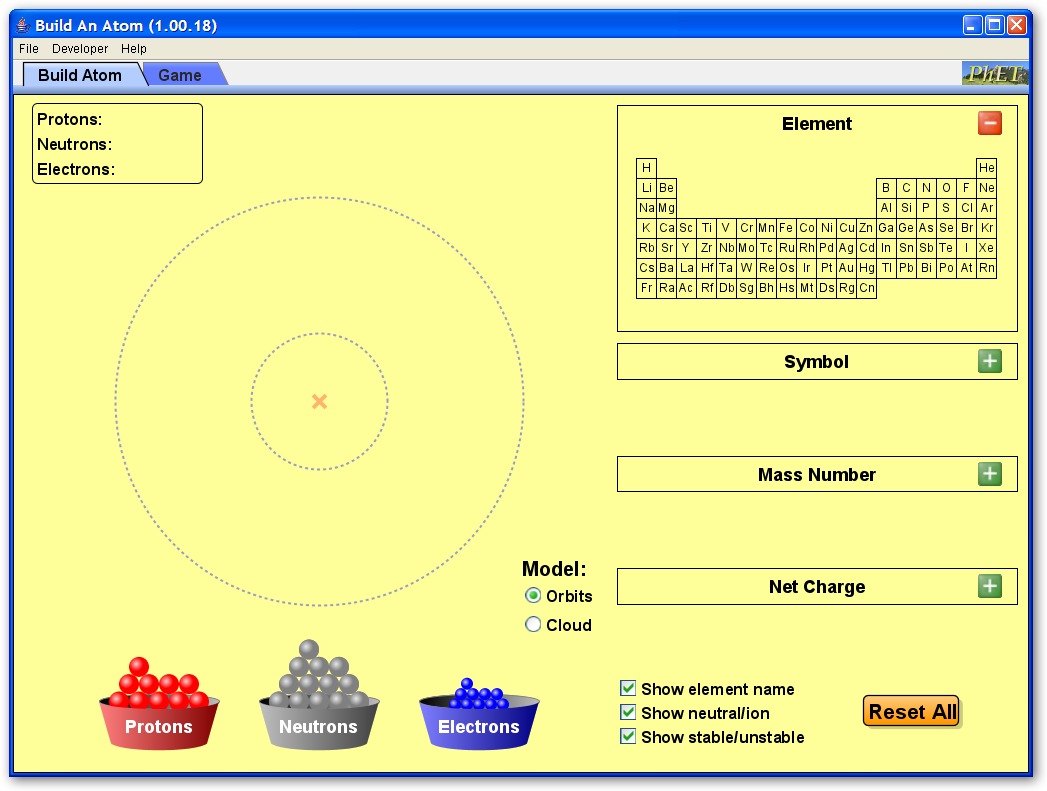 Build An Atom (1.00.18)
File Developer Help
Build Atom Game PhET
Protons:
Neutrons:
Electrons:
Element
H He
Li Be B C N O F Ne
Na Mg Al Si P S Cl Ar
K Ca Sc Ti V Cr Mn Fe Co Ni Cu Zn Ga Ge As Se Br Kr
Rb Sr Y Zr Nb Mo Tc Ru Rh Pd Ag Cd In Sn Sb Te I Xe
Cs Ba La Hf Ta W Re Os Ir Pt Au Hg Tl Pb Bi Po At Rn
Fr Ra Ac Rf Db Sg Bh Hs Mt Ds Rg Cn
Symbol
Mass Number
Net Charge
Model:
Orbits
Cloud
Protons
Neutrons
Electrons
Show element name
Show neutral/ion
Show stable/unstable
Reset All